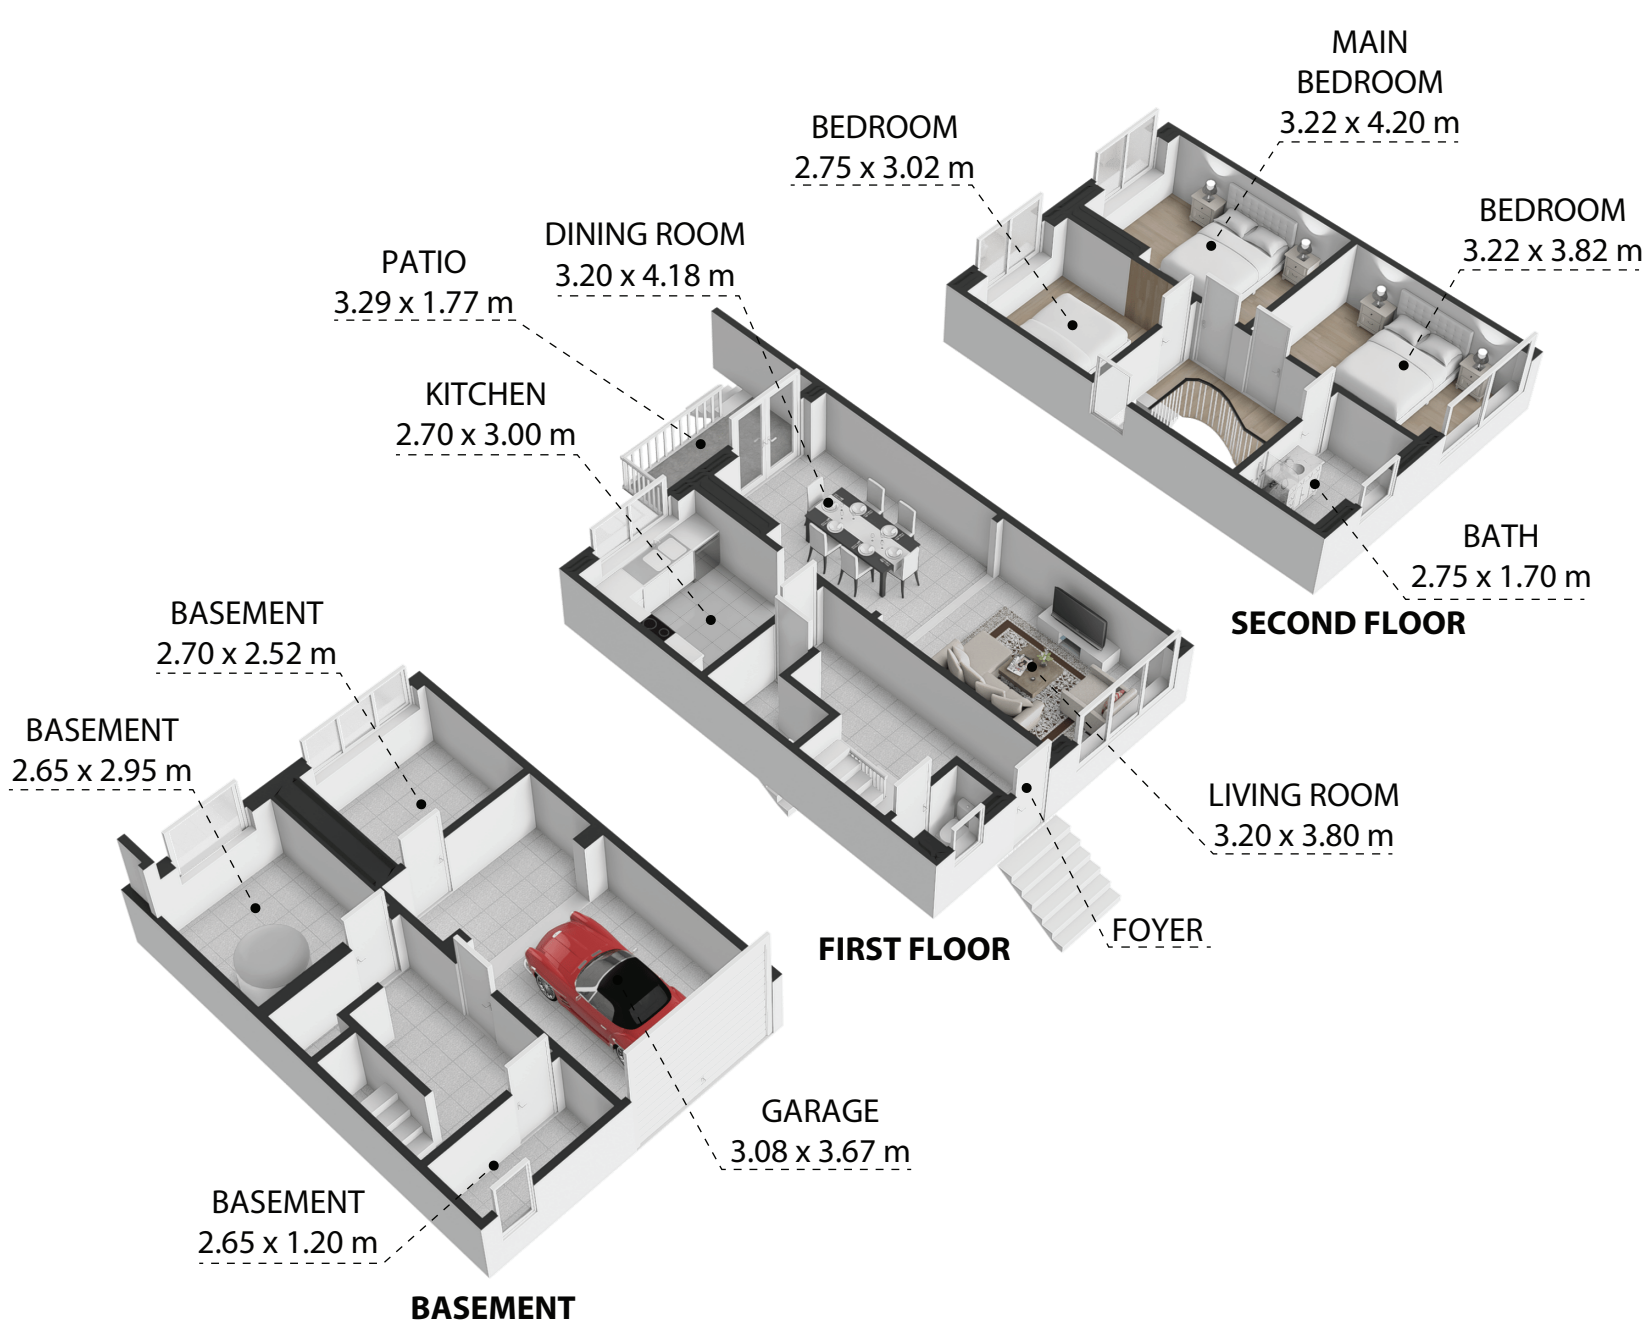 MAIN
BEDROOM
3.22 x 4.20 m
BEDROOM
2.75 x 3.02 m
BEDROOM
3.22 x 3.82 m
BATH
2.75 x 1.70 m
SECOND FLOOR
DINING ROOM
3.20 x 4.18 m
PATIO
3.29 x 1.77 m
KITCHEN
2.70 x 3.00 m
LIVING ROOM
3.20 x 3.80 m
FOYER
FIRST FLOOR
BASEMENT
2.70 x 2.52 m
BASEMENT
2.65 x 2.95 m
GARAGE
3.08 x 3.67 m
BASEMENT
2.65 x 1.20 m
BASEMENT